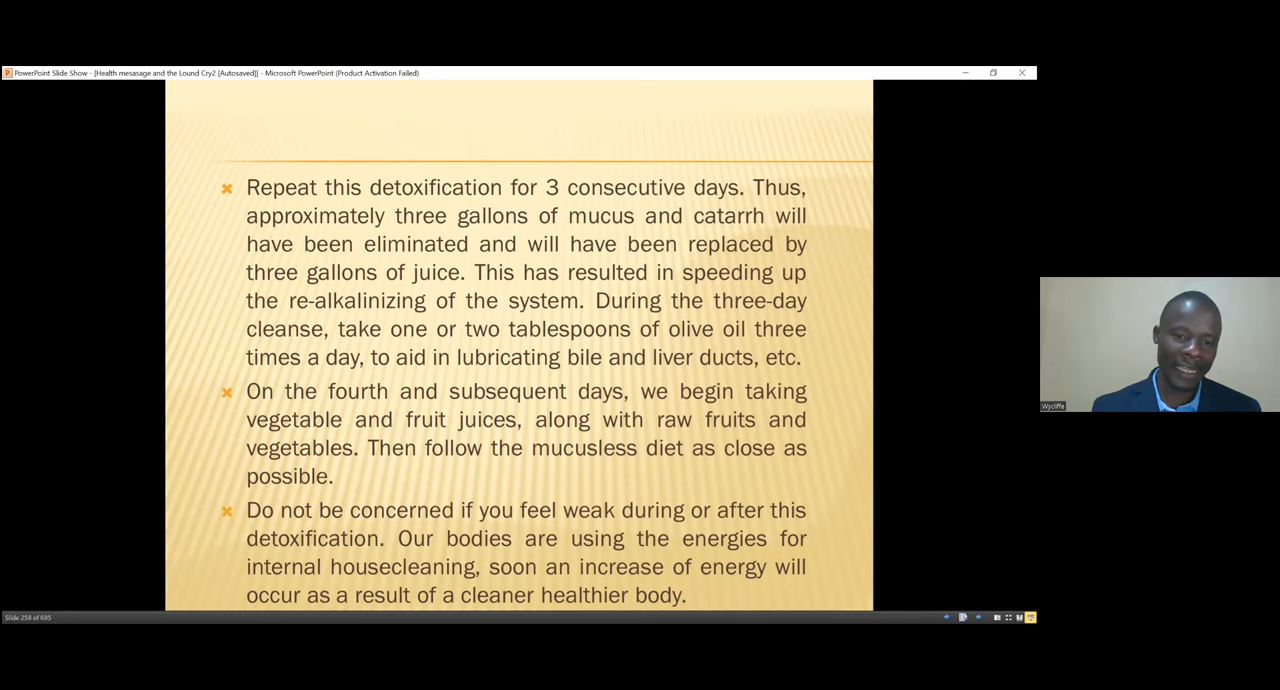 PowerPoint Slide Show - [Health mesasage and the Lound Cry2 [Autosaved]] - Microsoft PowerPoint (Product Activation Failed)
Repeat this detoxification for 3 consecutive days. Thus,
approximately three gallons of mucus and catarrh will
have been eliminated and will have been replaced by
three gallons of juice. This has resulted in speeding up
the re-alkalinizing of the system. During the three-day
cleanse, take one or two tablespoons of olive oil three
times a day, to aid in lubricating bile and liver ducts, etc.
On the fourth and subsequent days, we begin taking
vegetable and fruit juices, along with raw fruits and
vegetables. Then follow the mucusless diet as close as
possible.
Do not be concerned if you feel weak during or after this
detoxification. Our bodies are using the energies for
internal housecleaning, soon an increase of energy will
occur as a result of a cleaner healthier body.
Wycliffe
Slide 258 of 695